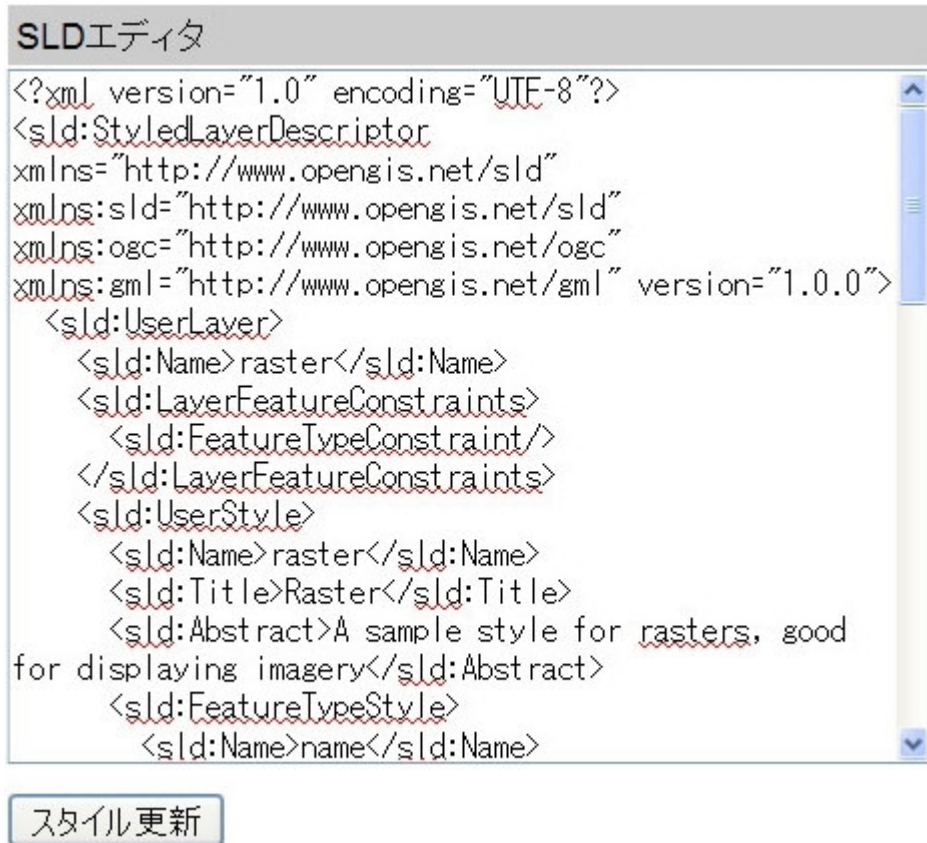 SLDエディタ
<?xml version="1.0" encoding="UTF-8"?>
<sld:StyledLayerDescriptor
xmlns="http://www.opengis.net/sld"
xmlns:sld="http://www.opengis.net/sld"
xmlns:ogc="http://www.opengis.net/ogc"
xmlns:gml="http://www.opengis.net/gml" version="1.0.0">
  <sld:UserLayer>
    <sld:Name>raster</sld:Name>
    <sld:LayerFeatureConstraints>
      <sld:FeatureTypeConstraint/>
    </sld:LayerFeatureConstraints>
    <sld:UserStyle>
      <sld:Name>raster</sld:Name>
      <sld:Title>Raster</sld:Title>
      <sld:Abstract>A sample style for rasters, good
for displaying imagery</sld:Abstract>
      <sld:FeatureTypeStyle>
        <sld:Name>name</sld:Name>
スタイル更新